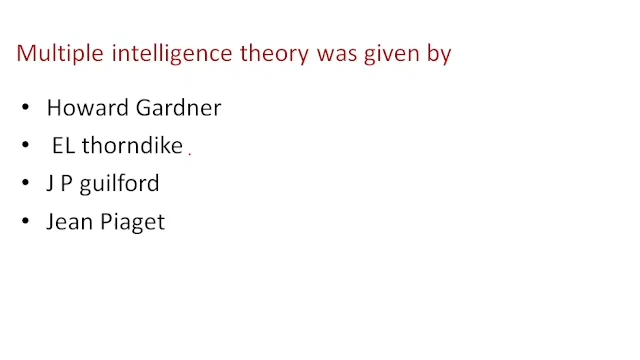 Multiple intelligence theory was given by
• Howard Gardner
• EL thorndike .
• J P guilford
• Jean Piaget